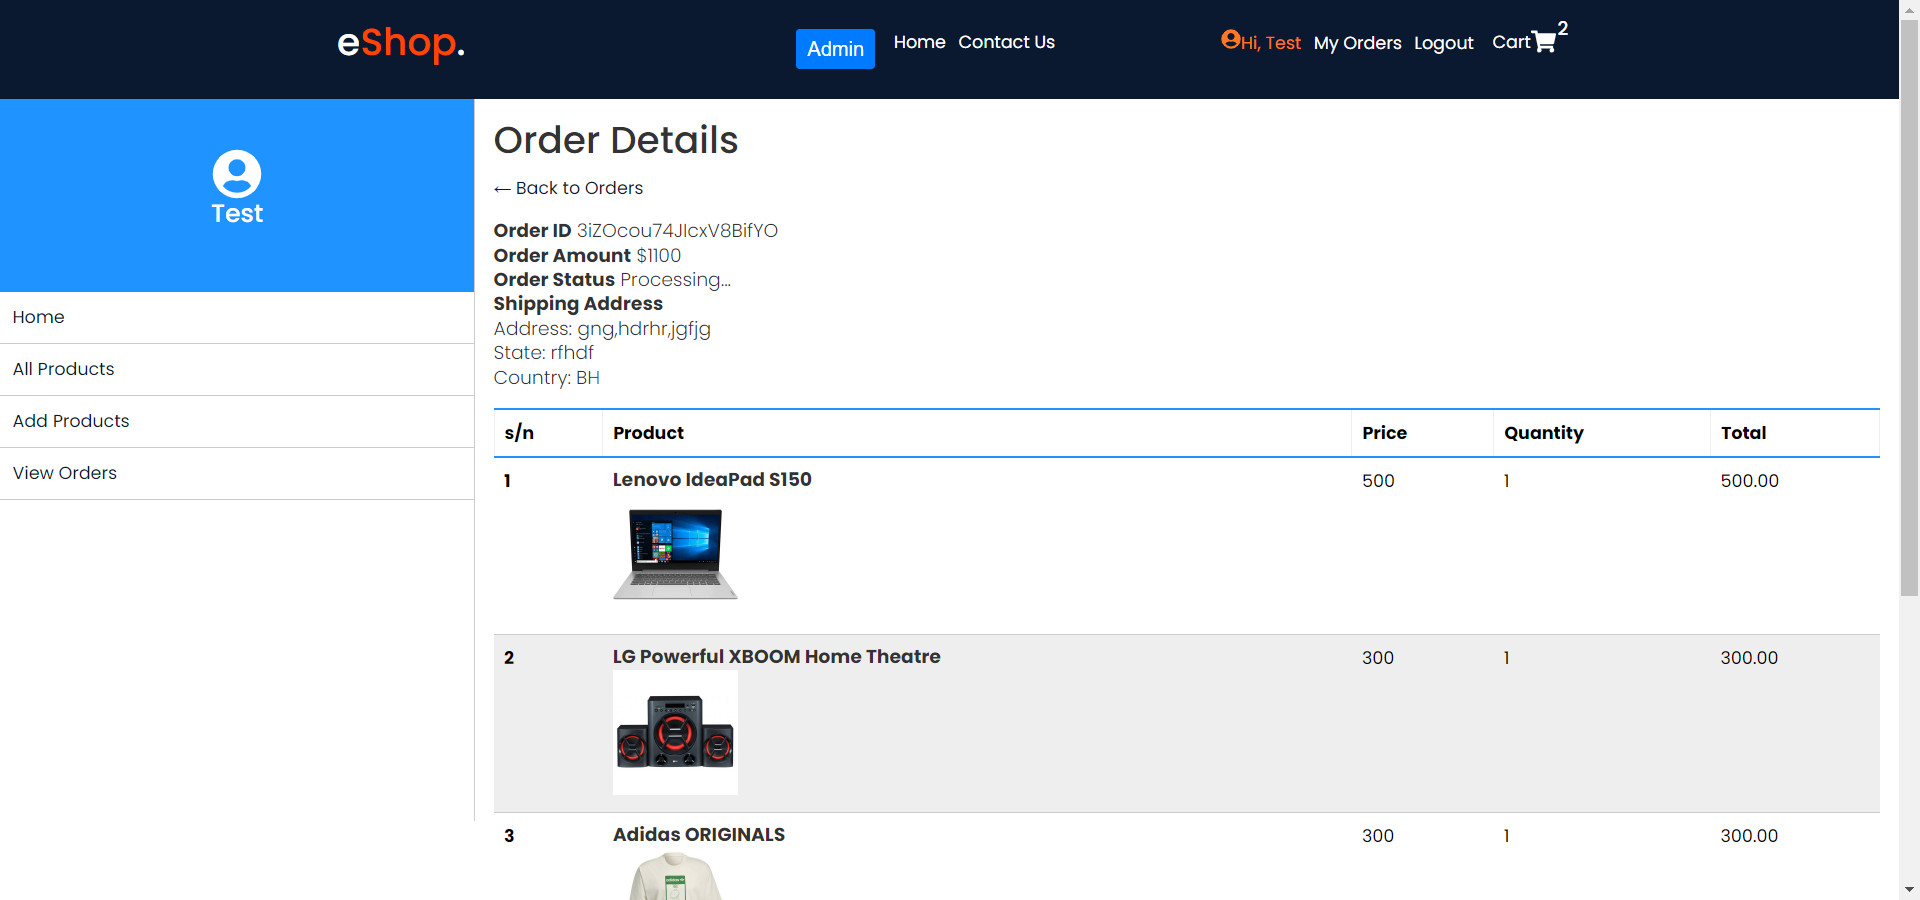 eShop.
Admin Home Contact Us
Hi, Test My Orders Logout Cart 2
Test
Home
All Products
Add Products
View Orders
Order Details
← Back to Orders
Order ID 3iZOcou74JIcxV8BifYO
Order Amount $1100
Order Status Processing...
Shipping Address
Address: gng,hdrhr,jgfjg
State: rfhdf
Country: BH
s/n Product Price Quantity Total
1 Lenovo IdeaPad S150 500 1 500.00
2 LG Powerful XBOOM Home Theatre 300 1 300.00
3 Adidas ORIGINALS 300 1 300.00